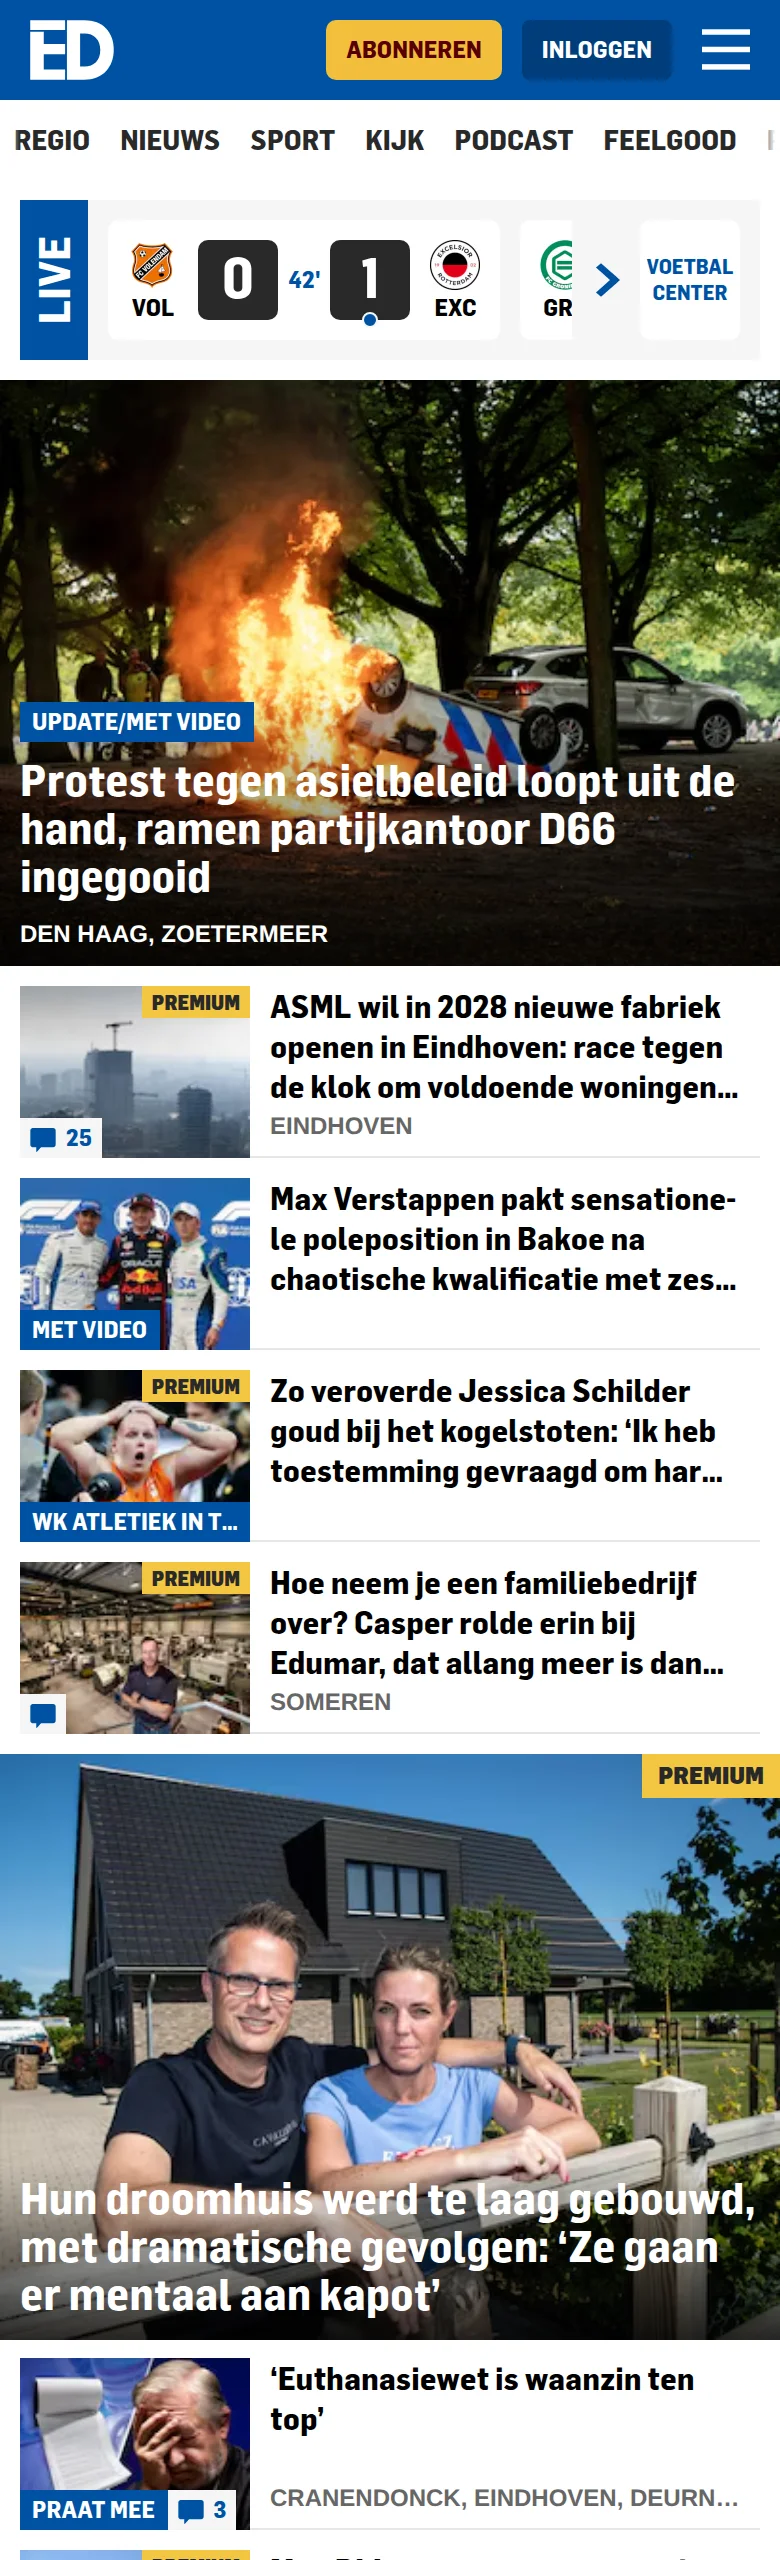 ED
ABONNEREN
INLOGGEN
REGIO NIEUWS SPORT KIJK PODCAST FEELGOOD
LIVE
VOL
0
42'
1
EXCELSIOR
ROTTERDAM
EXC
GR
VOETBAL
CENTER
UPDATE/MET VIDEO
Protest tegen asielbeleid loopt uit de
hand, ramen partijkantoor D66
ingegooid
DEN HAAG, ZOETERMEER
PREMIUM
25
ASML wil in 2028 nieuwe fabriek
openen in Eindhoven: race tegen
de klok om voldoende woningen...
EINDHOVEN
MET VIDEO
Max Verstappen pakt sensatione-
le poleposition in Bakoe na
chaotische kwalificatie met zes...
PREMIUM
WK ATLETIEK IN T...
Zo veroverde Jessica Schilder
goud bij het kogelstoten: ‘Ik heb
toestemming gevraagd om har...
PREMIUM
Hoe neem je een familiebedrijf
over? Casper rolde erin bij
Edumar, dat allang meer is dan...
SOMEREN
PREMIUM
Hun droomhuis werd te laag gebouwd,
met dramatische gevolgen: ‘Ze gaan
er mentaal aan kapot’
PRAAT MEE
3
‘Euthanasiewet is waanzin ten
top’
CRANENDONCK, EINDHOVEN, DEURN...